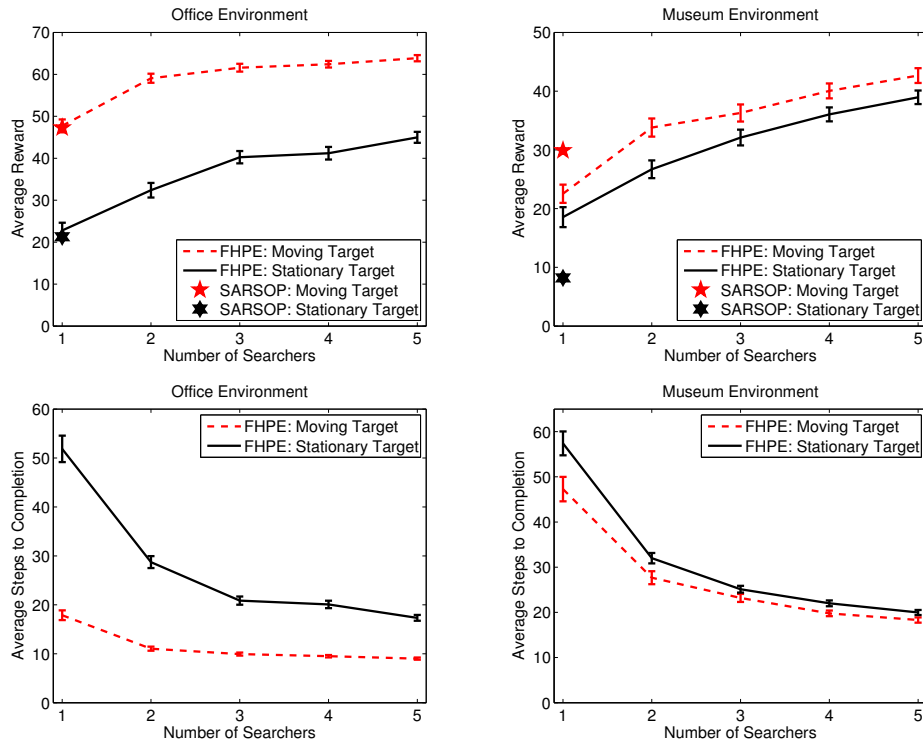 Office Environment
Average Reward
70
60
50
40
30
20
10
0
FHPE: Moving Target
FHPE: Stationary Target
SARSOP: Moving Target
SARSOP: Stationary Target
1 2 3 4 5
Number of Searchers
Museum Environment
Average Reward
50
40
30
20
10
0
FHPE: Moving Target
FHPE: Stationary Target
SARSOP: Moving Target
SARSOP: Stationary Target
1 2 3 4 5
Number of Searchers
Office Environment
Average Steps to Completion
60
50
40
30
20
10
0
FHPE: Moving Target
FHPE: Stationary Target
1 2 3 4 5
Number of Searchers
Museum Environment
Average Steps to Completion
60
50
40
30
20
10
0
FHPE: Moving Target
FHPE: Stationary Target
1 2 3 4 5
Number of Searchers